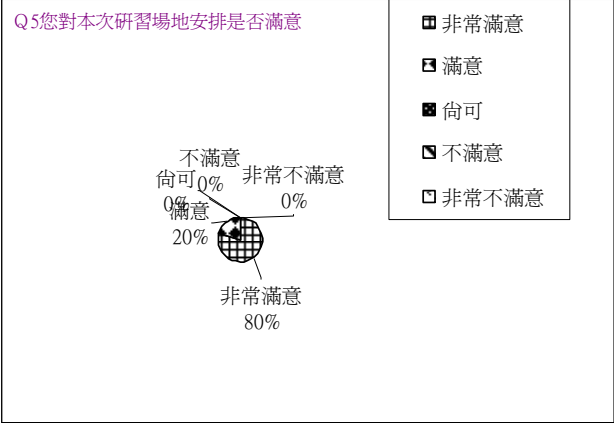 Q5您對本次研習場地安排是否滿意
非常滿意
滿意
尚可
不滿意
非常不滿意
不滿意
0%
非常不滿意
0%
尚可
0%
滿意
20%
非常滿意
80%